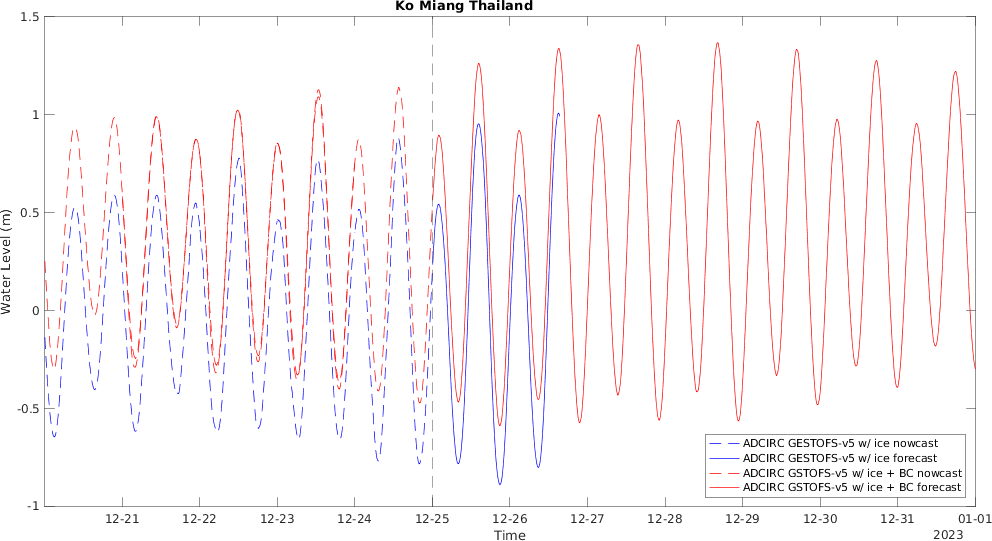 Ko Miang Thailand
1.5
1
0.5
0
-0.5
-1
Water Level (m)
12-21 12-22 12-23 12-24 12-25 12-26 12-27 12-28 12-29 12-30 12-31 01-01
Time
2023
ADCIRC GESTOFS-v5 w/ ice nowcast
ADCIRC GESTOFS-v5 w/ ice forecast
ADCIRC GSTOFS-v5 w/ ice + BC nowcast
ADCIRC GSTOFS-v5 w/ ice + BC forecast